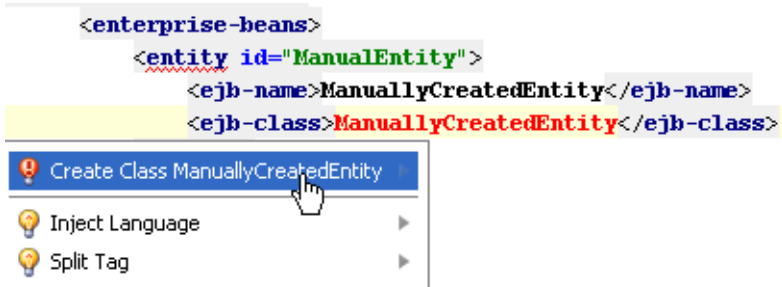 <enterprise-beans>
<entity id="ManualEntity">
<ejb-name>ManuallyCreatedEntity</ejb-name>
<ejb-class>ManuallyCreatedEntity</ejb-class>
Create Class ManuallyCreatedEntity
Inject Language
Split Tag